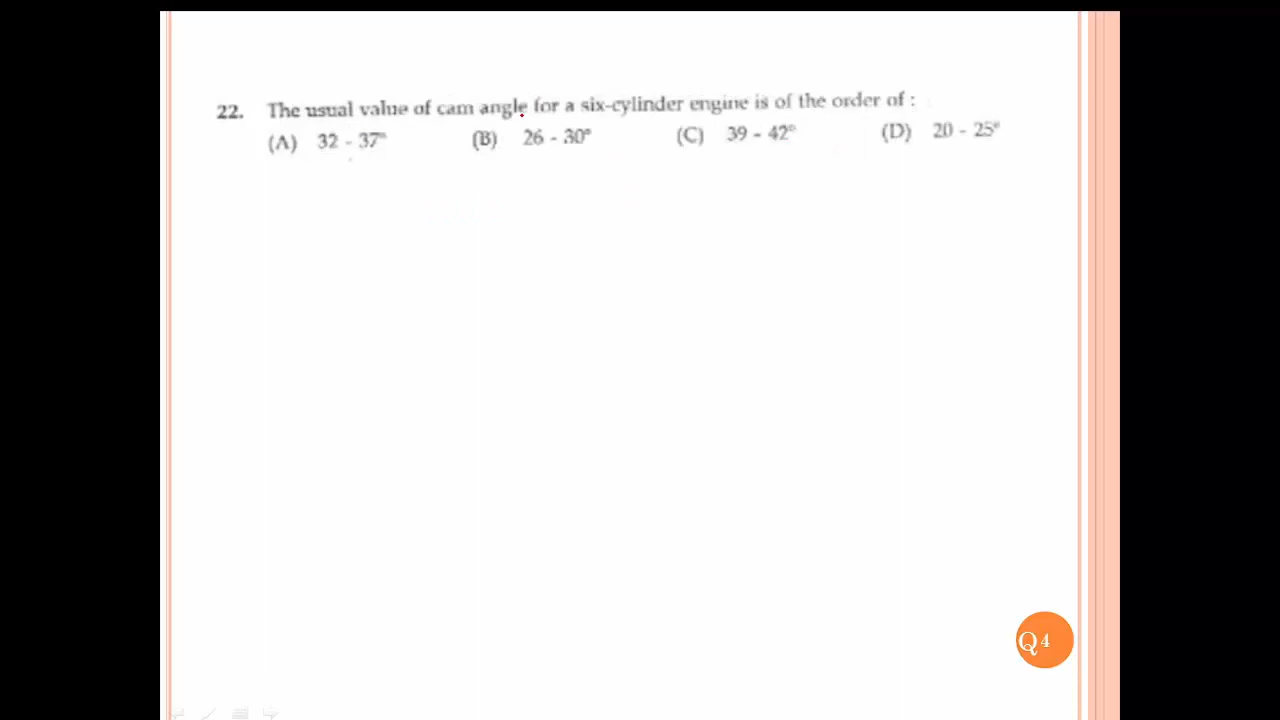 22. The usual value of cam angle for a six-cylinder engine is of the order of :
(A) 32 - 37° (B) 26 - 30° (C) 39 - 42° (D) 20 - 25°
Q 4